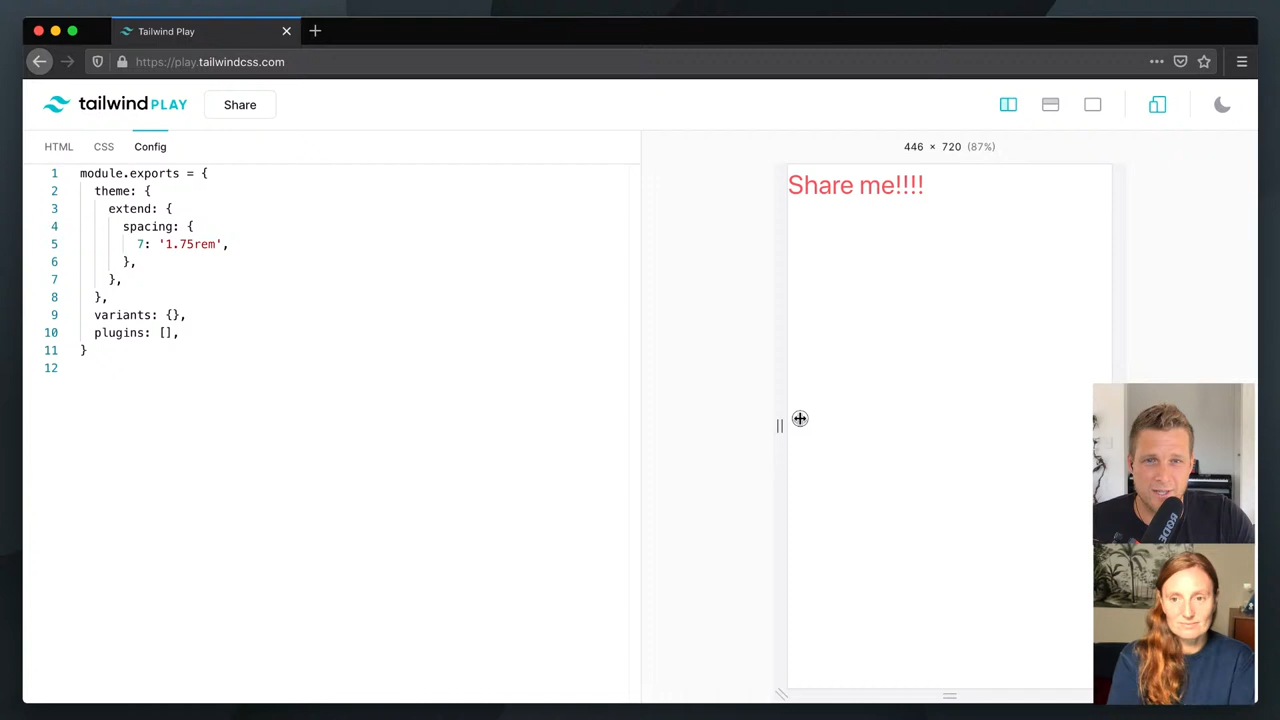 Tailwind Play
https://play.tailwindcss.com
tailwind PLAY
Share
HTML
CSS
Config
446 × 720 (87%)
1 module.exports = {
2 theme: {
3 extend: {
4 spacing: {
5 7: '1.75rem',
6 },
7 },
8 },
9 variants: {},
10 plugins: [],
11 }
12
Share me!!!!
RØDE